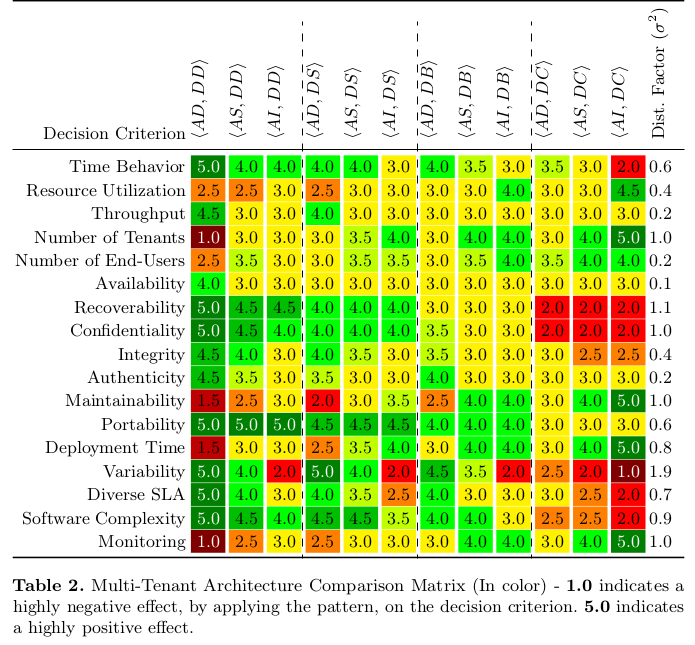 Decision Criterion ⟨AD, DD⟩ ⟨AS, DD⟩ ⟨AI, DD⟩ ⟨AD, DS⟩ ⟨AS, DS⟩ ⟨AI, DS⟩ ⟨AD, DB⟩ ⟨AS, DB⟩ ⟨AI, DB⟩ ⟨AD, DC⟩ ⟨AS, DC⟩ ⟨AI, DC⟩ Dist. Factor (σ²)
Time Behavior 5.0 4.0 4.0 4.0 4.0 3.0 4.0 3.5 3.0 3.5 3.0 2.0 0.6
Resource Utilization 2.5 2.5 3.0 2.5 3.0 3.0 3.0 3.0 4.0 3.0 3.0 4.5 0.4
Throughput 4.5 3.0 3.0 4.0 3.0 3.0 3.0 3.0 3.0 3.0 3.0 3.0 0.2
Number of Tenants 1.0 3.0 3.0 3.0 3.5 4.0 3.0 4.0 4.0 3.0 4.0 5.0 1.0
Number of End-Users 2.5 3.5 3.0 3.0 3.5 3.5 3.0 3.5 4.0 3.5 4.0 4.0 0.2
Availability 4.0 3.0 3.0 3.0 3.0 3.0 3.0 3.0 3.0 3.0 3.0 3.0 0.1
Recoverability 5.0 4.5 4.5 4.0 4.0 4.0 3.0 3.0 3.0 2.0 2.0 2.0 1.1
Confidentiality 5.0 4.5 4.0 4.0 4.0 4.0 3.5 3.0 3.0 2.0 2.0 2.0 1.0
Integrity 4.5 4.0 3.0 4.0 3.5 3.0 3.5 3.0 3.0 3.0 2.5 2.5 0.4
Authenticity 4.5 3.5 3.0 3.5 3.0 3.0 4.0 3.0 3.0 3.0 3.0 3.0 0.2
Maintainability 1.5 2.5 3.0 2.0 3.0 3.5 2.5 4.0 4.0 3.0 4.0 5.0 1.0
Portability 5.0 5.0 5.0 4.5 4.5 4.5 4.0 4.0 4.0 3.0 3.0 3.0 0.6
Deployment Time 1.5 3.0 3.0 2.5 3.5 4.0 3.0 4.0 4.0 3.0 4.0 5.0 0.8
Variability 5.0 4.0 2.0 5.0 4.0 2.0 4.5 3.5 2.0 2.5 2.0 1.0 1.9
Diverse SLA 5.0 4.0 3.0 4.0 3.5 2.5 4.0 3.0 3.0 3.0 2.5 2.0 0.7
Software Complexity 5.0 4.5 4.0 4.5 4.5 3.5 4.0 4.0 3.0 2.5 2.5 2.0 0.9
Monitoring 1.0 2.5 3.0 2.5 3.0 3.0 3.0 4.0 4.0 3.0 4.0 5.0 1.0
Table 2. Multi-Tenant Architecture Comparison Matrix (In color) - 1.0 indicates a
highly negative effect, by applying the pattern, on the decision criterion. 5.0 indicates
a highly positive effect.